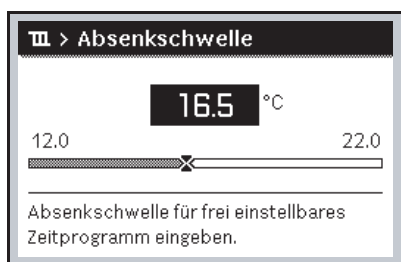 > Absenkschwelle
16.5 °C
12.0 22.0
Absenkschwelle für frei einstellbares
Zeitprogramm eingeben.